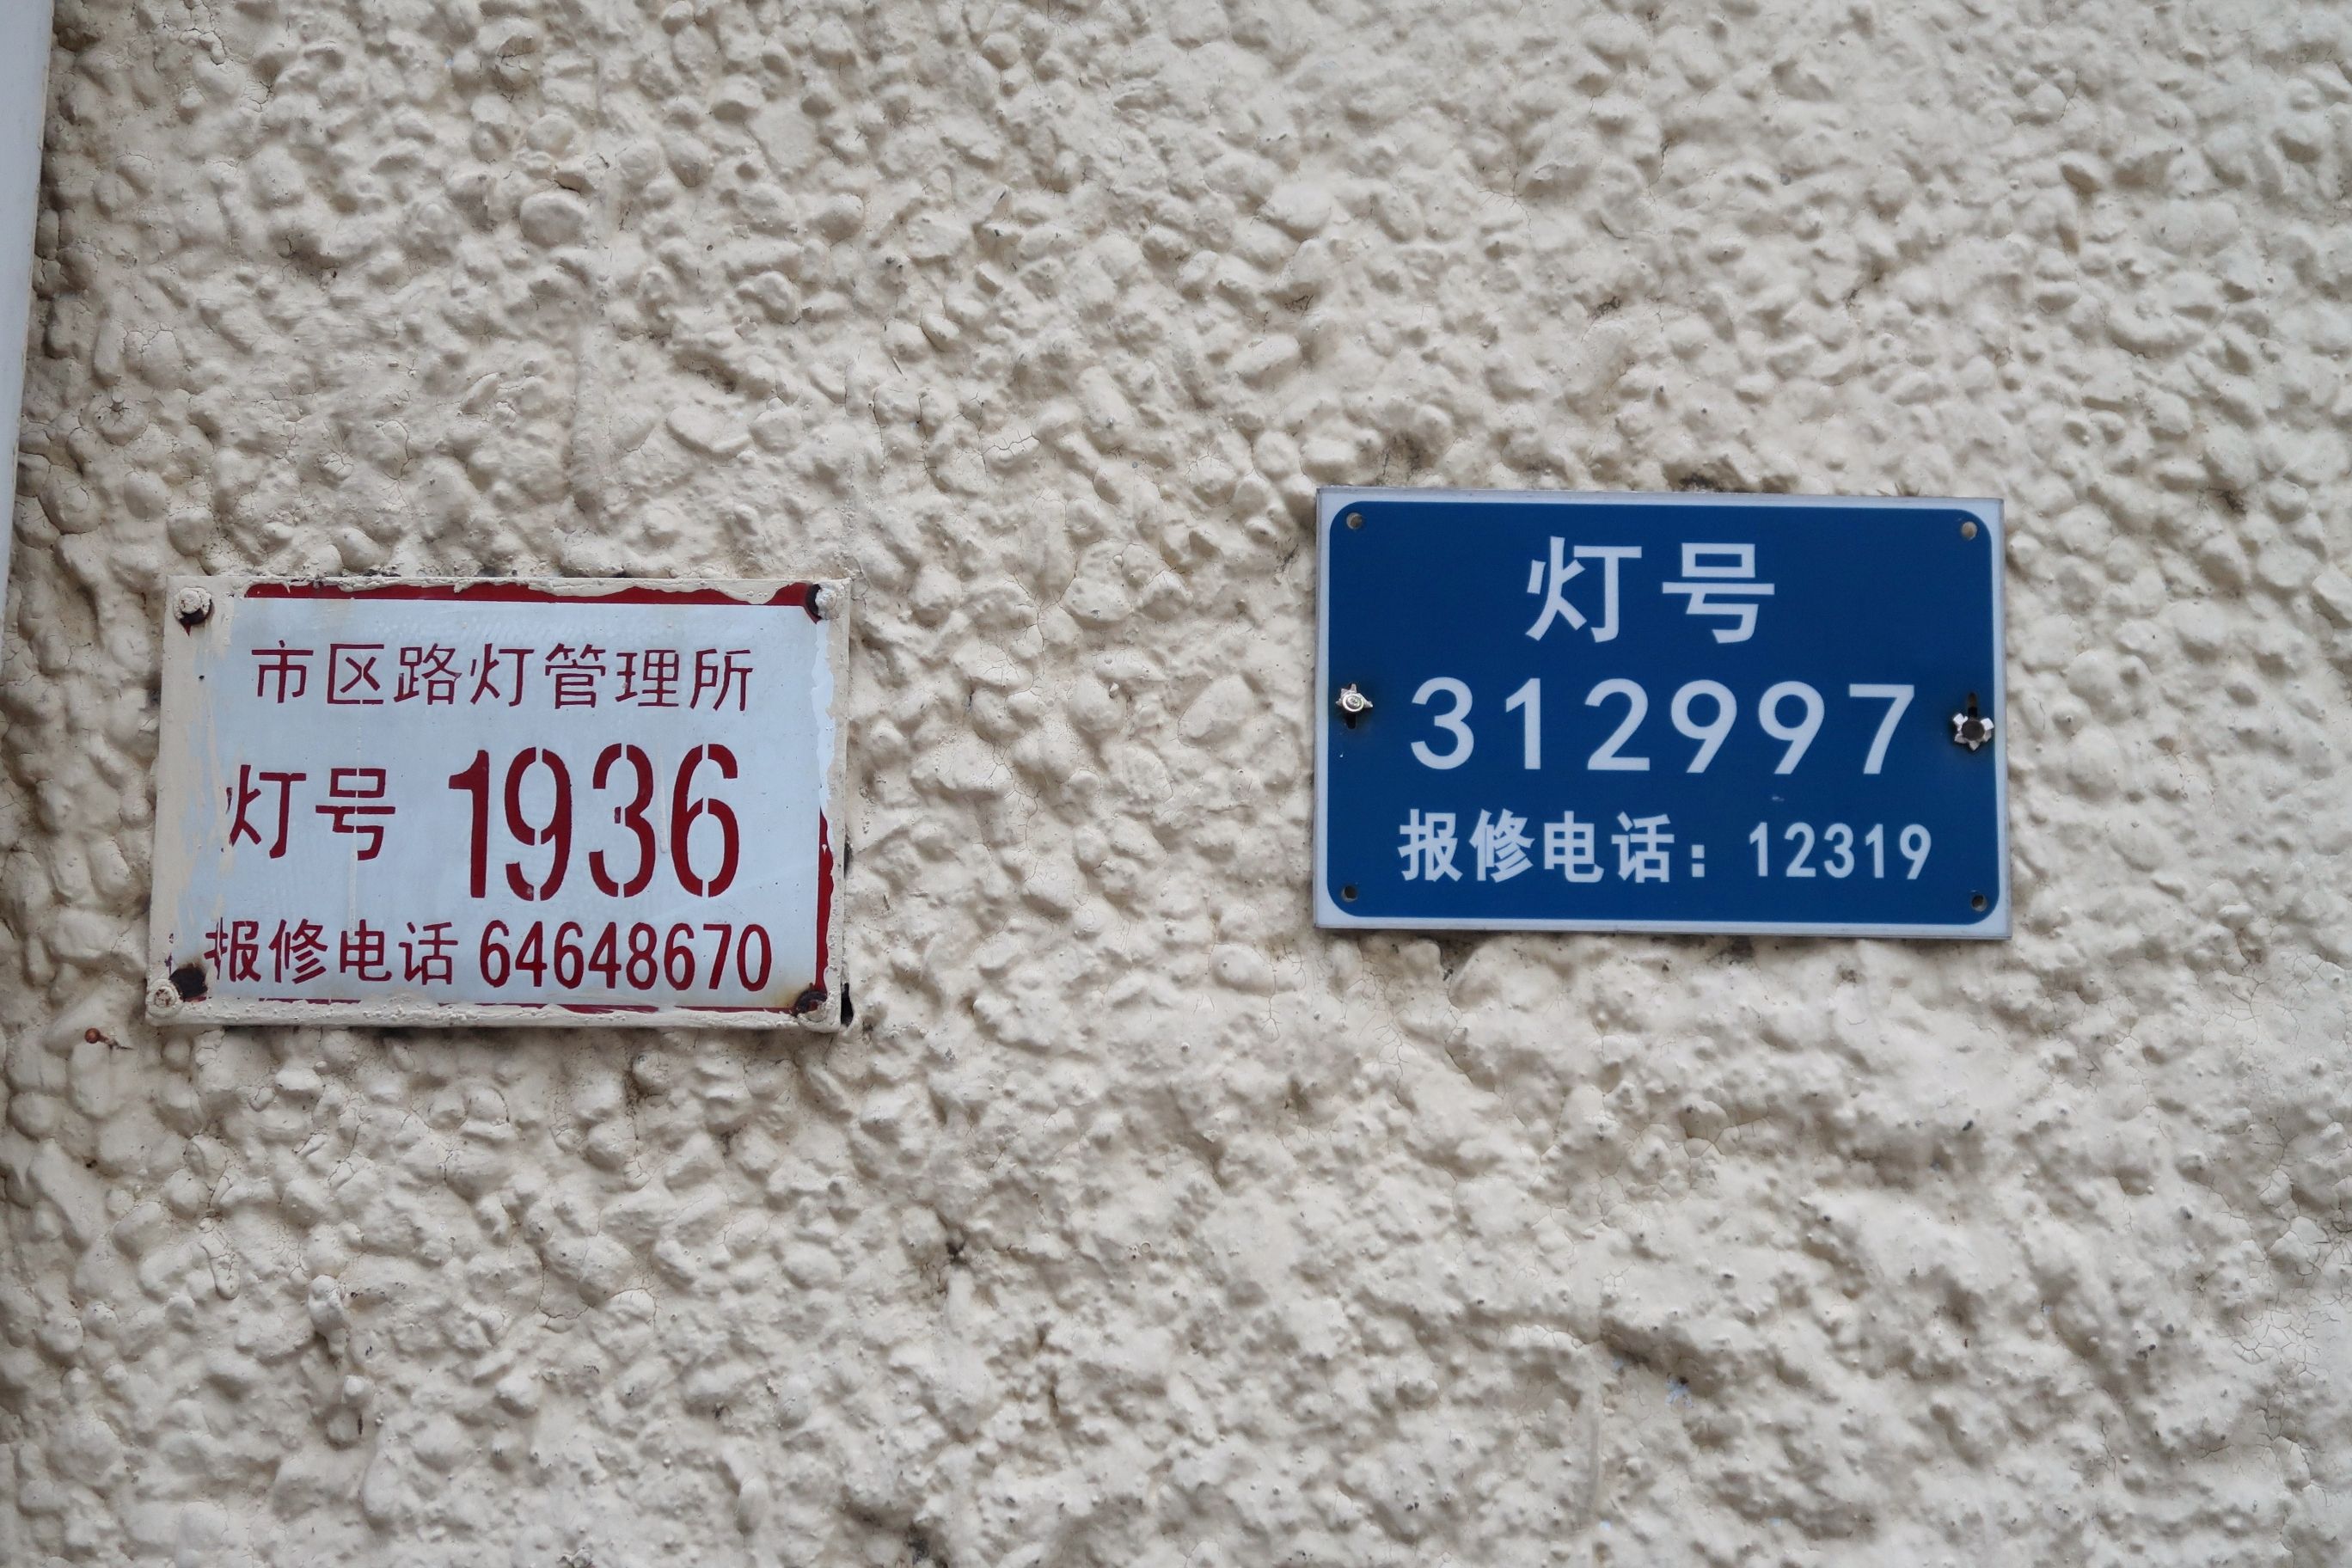 市区路灯管理所
灯号 1936
报修电话 64648670
灯号
312997
报修电话：12319